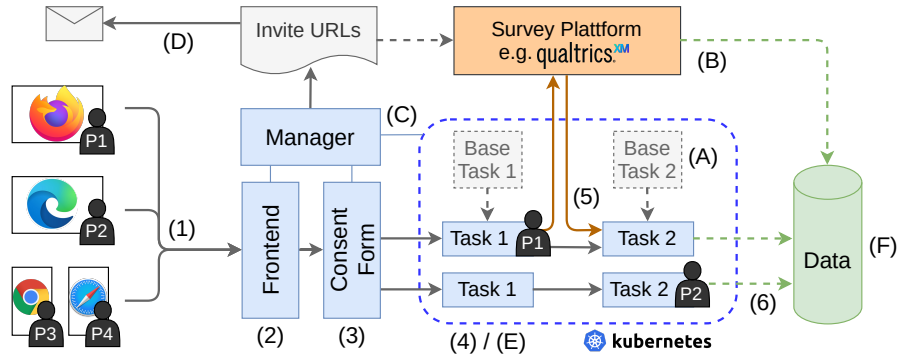 (D)
Invite URLs
Survey Plattform
e.g. qualtrics.XM
(B)
P1
Manager
(C)
Base
Task 1
Base
Task 2
(A)
P2
(1)
(5)
Frontend
Consent
Form
Task 1
P1
Task 2
Data
(F)
Task 1
Task 2
P2
(6)
P3
P4
(2)
(3)
(4) / (E)
kubernetes